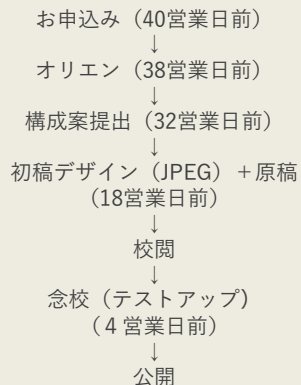 お申込み（40営業日前）
↓
オリエン（38営業日前）
↓
構成案提出（32営業日前）
↓
初稿デザイン（JPEG）＋原稿
（18営業日前）
↓
校閲
↓
念校（テストアップ)
（４営業日前）
↓
公開